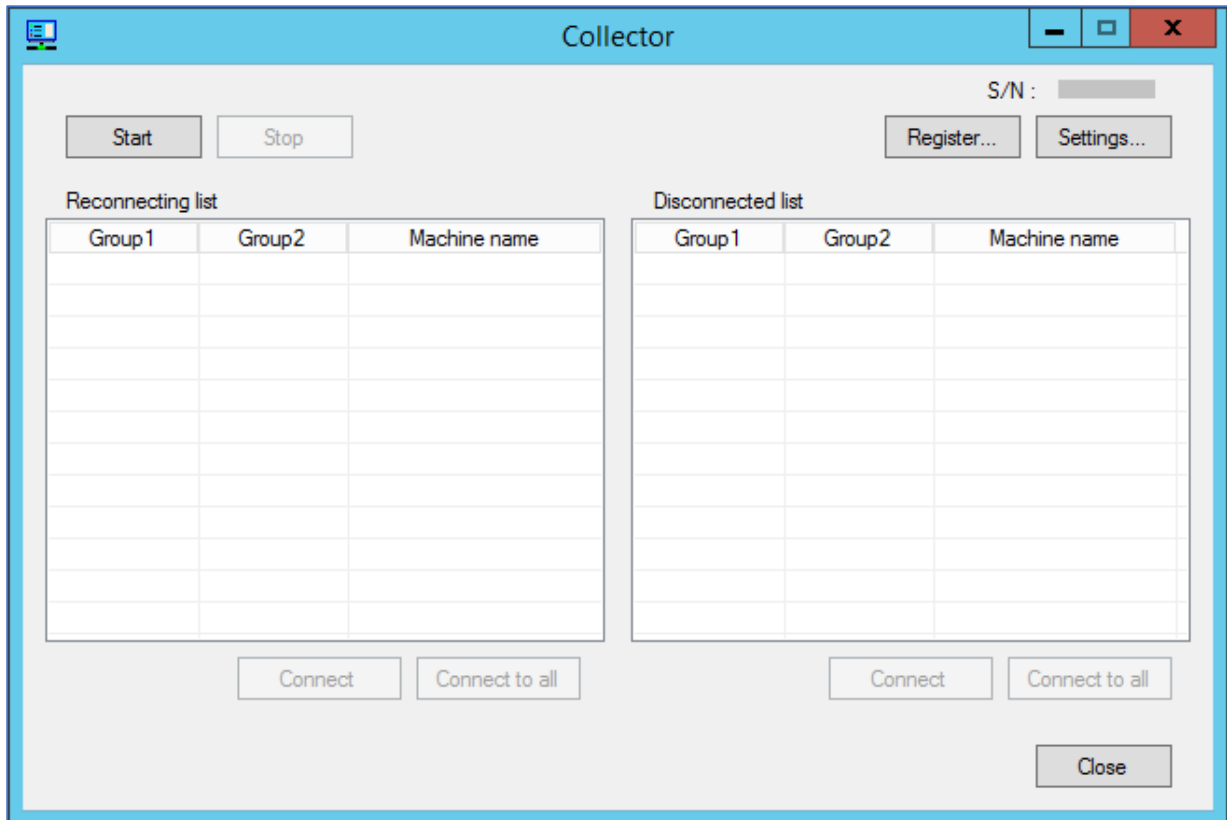 Collector
S/N :
Start Stop Register... Settings...
Reconnecting list Disconnected list
Group1 Group2 Machine name Group1 Group2 Machine name
Connect Connect to all Connect Connect to all
Close